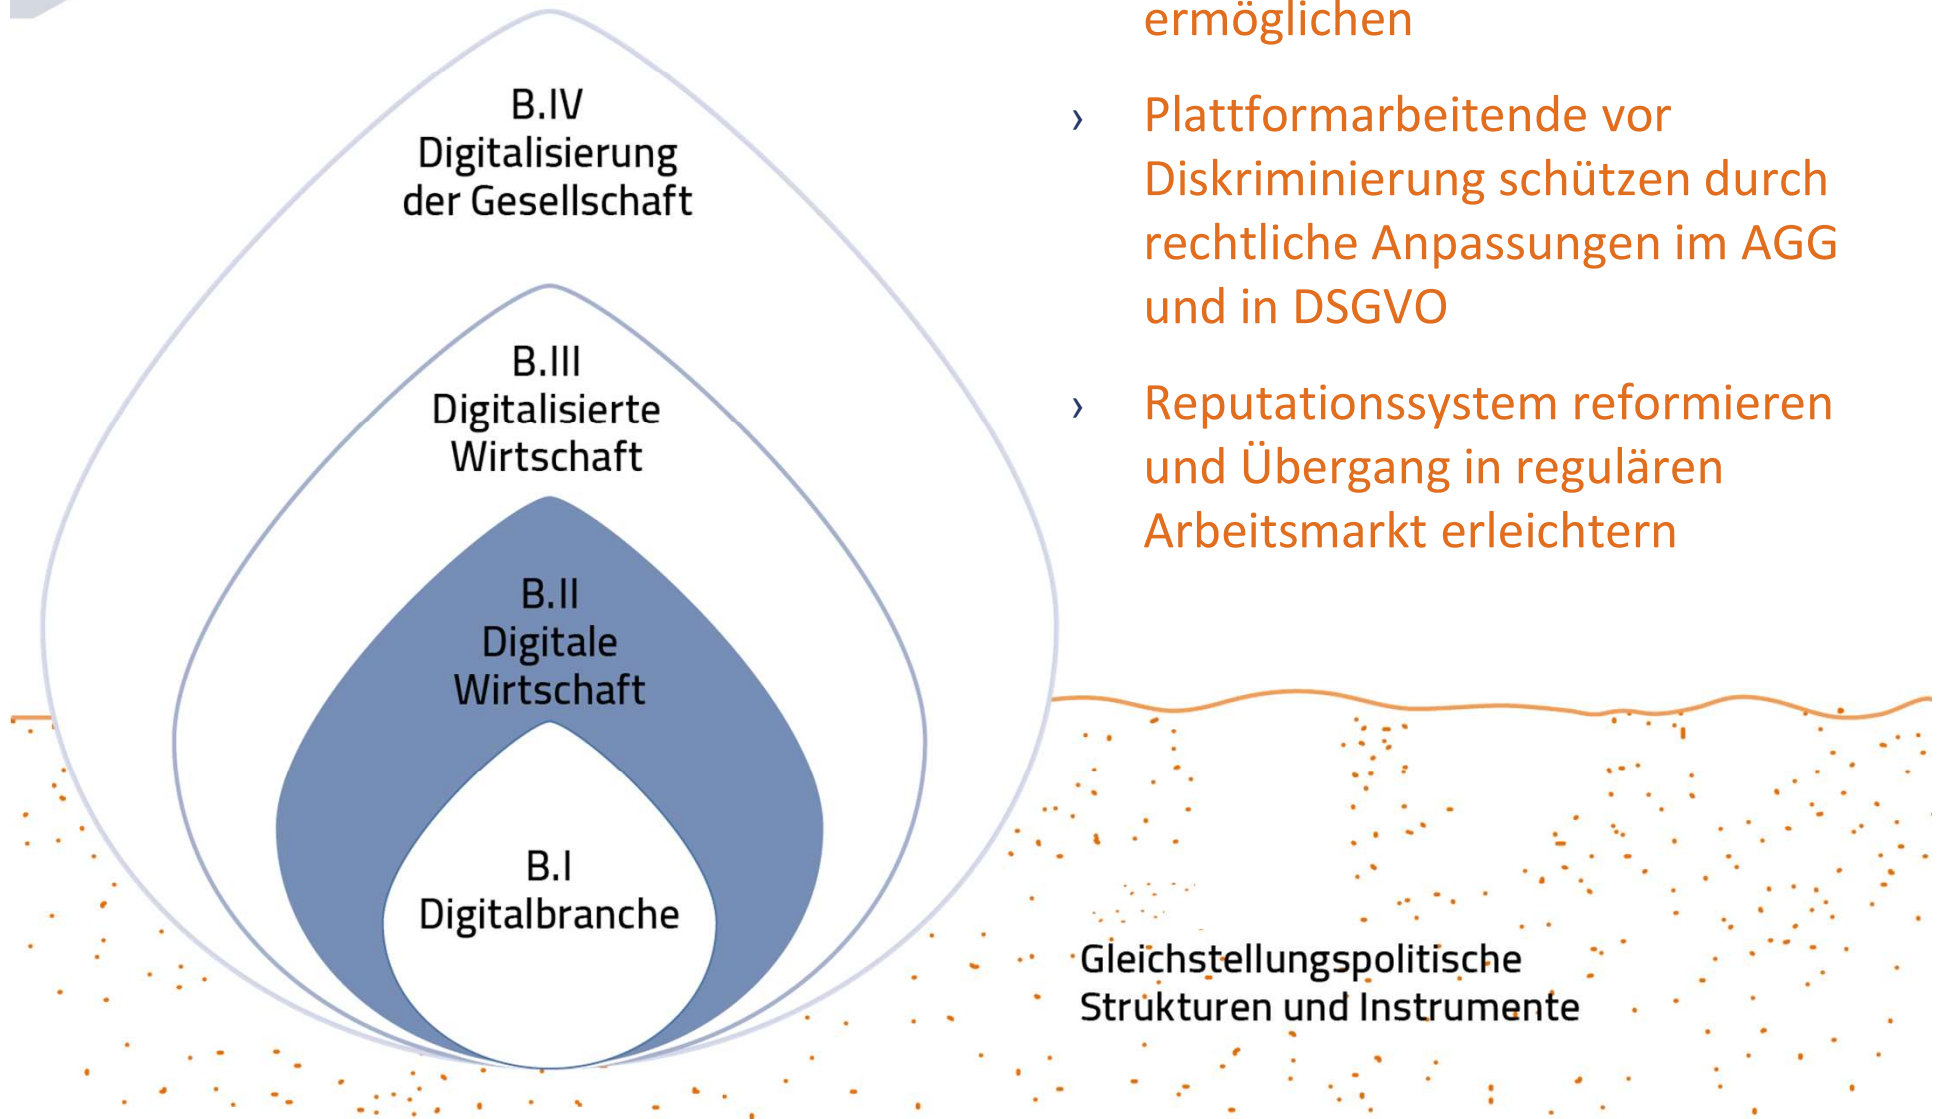 B.IV
Digitalisierung
der Gesellschaft
B.III
Digitalisierte
Wirtschaft
B.II
Digitale
Wirtschaft
B.I
Digitalbranche
ermöglichen
› Plattformarbeitende vor
Diskriminierung schützen durch
rechtliche Anpassungen im AGG
und in DSGVO
› Reputationssystem reformieren
und Übergang in regulären
Arbeitsmarkt erleichtern
Gleichstellungspolitische
Strukturen und Instrumente